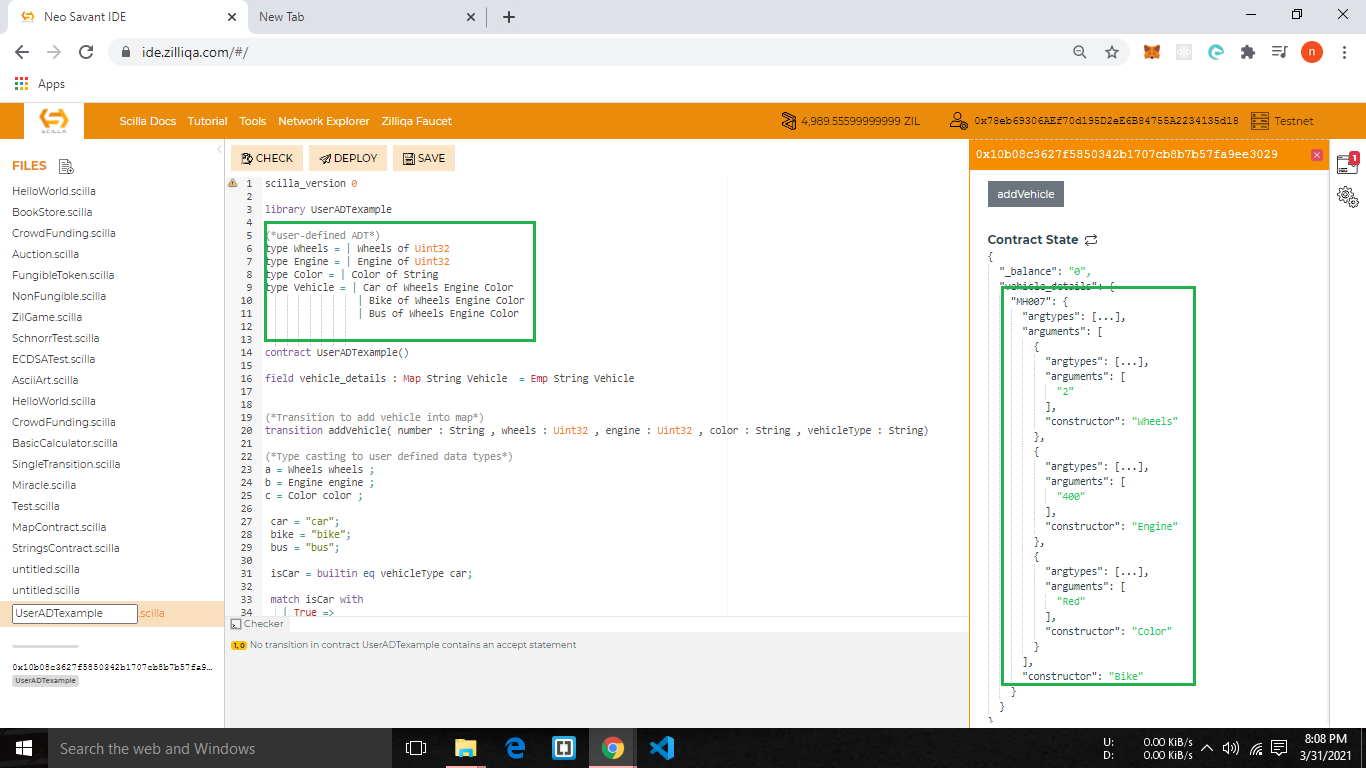 Neo Savant IDE
New Tab
ide.zilliqa.com/#/
n
Apps
SCILLA
Scilla Docs Tutorial Tools Network Explorer Zilliqa Faucet
4,989.55599999999 ZIL
0x78eb69306AEf70d195D2eE6B84755A2234135d18
Testnet
FILES
HelloWorld.scilla
BookStore.scilla
CrowdFunding.scilla
Auction.scilla
FungibleToken.scilla
NonFungible.scilla
ZilGame.scilla
SchnorrTest.scilla
ECDSATest.scilla
AsciiArt.scilla
HelloWorld.scilla
CrowdFunding.scilla
BasicCalculator.scilla
SingleTransition.scilla
Miracle.scilla
Test.scilla
MapContract.scilla
StringsContract.scilla
untitled.scilla
untitled.scilla
UserADTexample .scilla
0x10b08c3627f5850342b1707cb8b7b57fa9...
UserADTexample
CHECK DEPLOY SAVE
1 scilla_version 0
2
3 library UserADTexample
4
5 (*user-defined ADT*)
6 type Wheels = | Wheels of Uint32
7 type Engine = | Engine of Uint32
8 type Color = | Color of String
9 type Vehicle = | Car of Wheels Engine Color
10 | Bike of Wheels Engine Color
11 | Bus of Wheels Engine Color
12
13
14 contract UserADTexample()
15
16 field vehicle_details : Map String Vehicle = Emp String Vehicle
17
18
19 (*Transition to add vehicle into map*)
20 transition addVehicle( number : String , wheels : Uint32 , engine : Uint32 , color : String , vehicleType : String)
21
22 (*Type casting to user defined data types*)
23 a = Wheels wheels ;
24 b = Engine engine ;
25 c = Color color ;
26
27 car = "car";
28 bike = "bike";
29 bus = "bus";
30
31 isCar = builtin eq vehicleType car;
32
33 match isCar with
34 | True =>
Checker
1, 0 No transition in contract UserADTexample contains an accept statement
0x10b08c3627f5850342b1707cb8b7b57fa9ee3029
1
addVehicle
Contract State
{
"_balance": "0",
"vehicle_details": {
"MH007": {
"argtypes": [...],
"arguments": [
{
"argtypes": [...],
"arguments": [
"2"
],
"constructor": "Wheels"
},
{
"argtypes": [...],
"arguments": [
"400"
],
"constructor": "Engine"
},
{
"argtypes": [...],
"arguments": [
"Red"
],
"constructor": "Color"
}
],
"constructor": "Bike"
}
}
}
Search the web and Windows
U: 0.00 KiB/s
D: 0.00 KiB/s
8:08 PM
3/31/2021